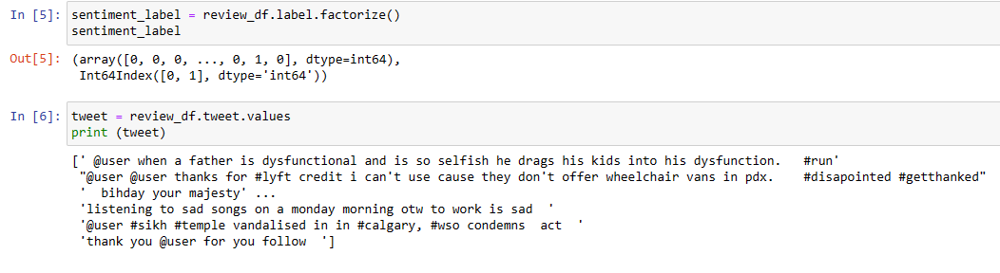 In [5]: sentiment_label = review_df.label.factorize()
sentiment_label
Out[5]: (array([0, 0, 0, ..., 0, 1, 0], dtype=int64),
Int64Index([0, 1], dtype='int64'))
In [6]: tweet = review_df.tweet.values
print (tweet)
[' @user when a father is dysfunctional and is so selfish he drags his kids into his dysfunction.   #run'
"@user @user thanks for #lyft credit i can't use cause they don't offer wheelchair vans in pdx.    #disapointed #getthanked"
'  bihday your majesty' ...
'listening to sad songs on a monday morning otw to work is sad  '
'@user #sikh #temple vandalised in in #calgary, #wso condemns  act  '
'thank you @user for you follow  ']